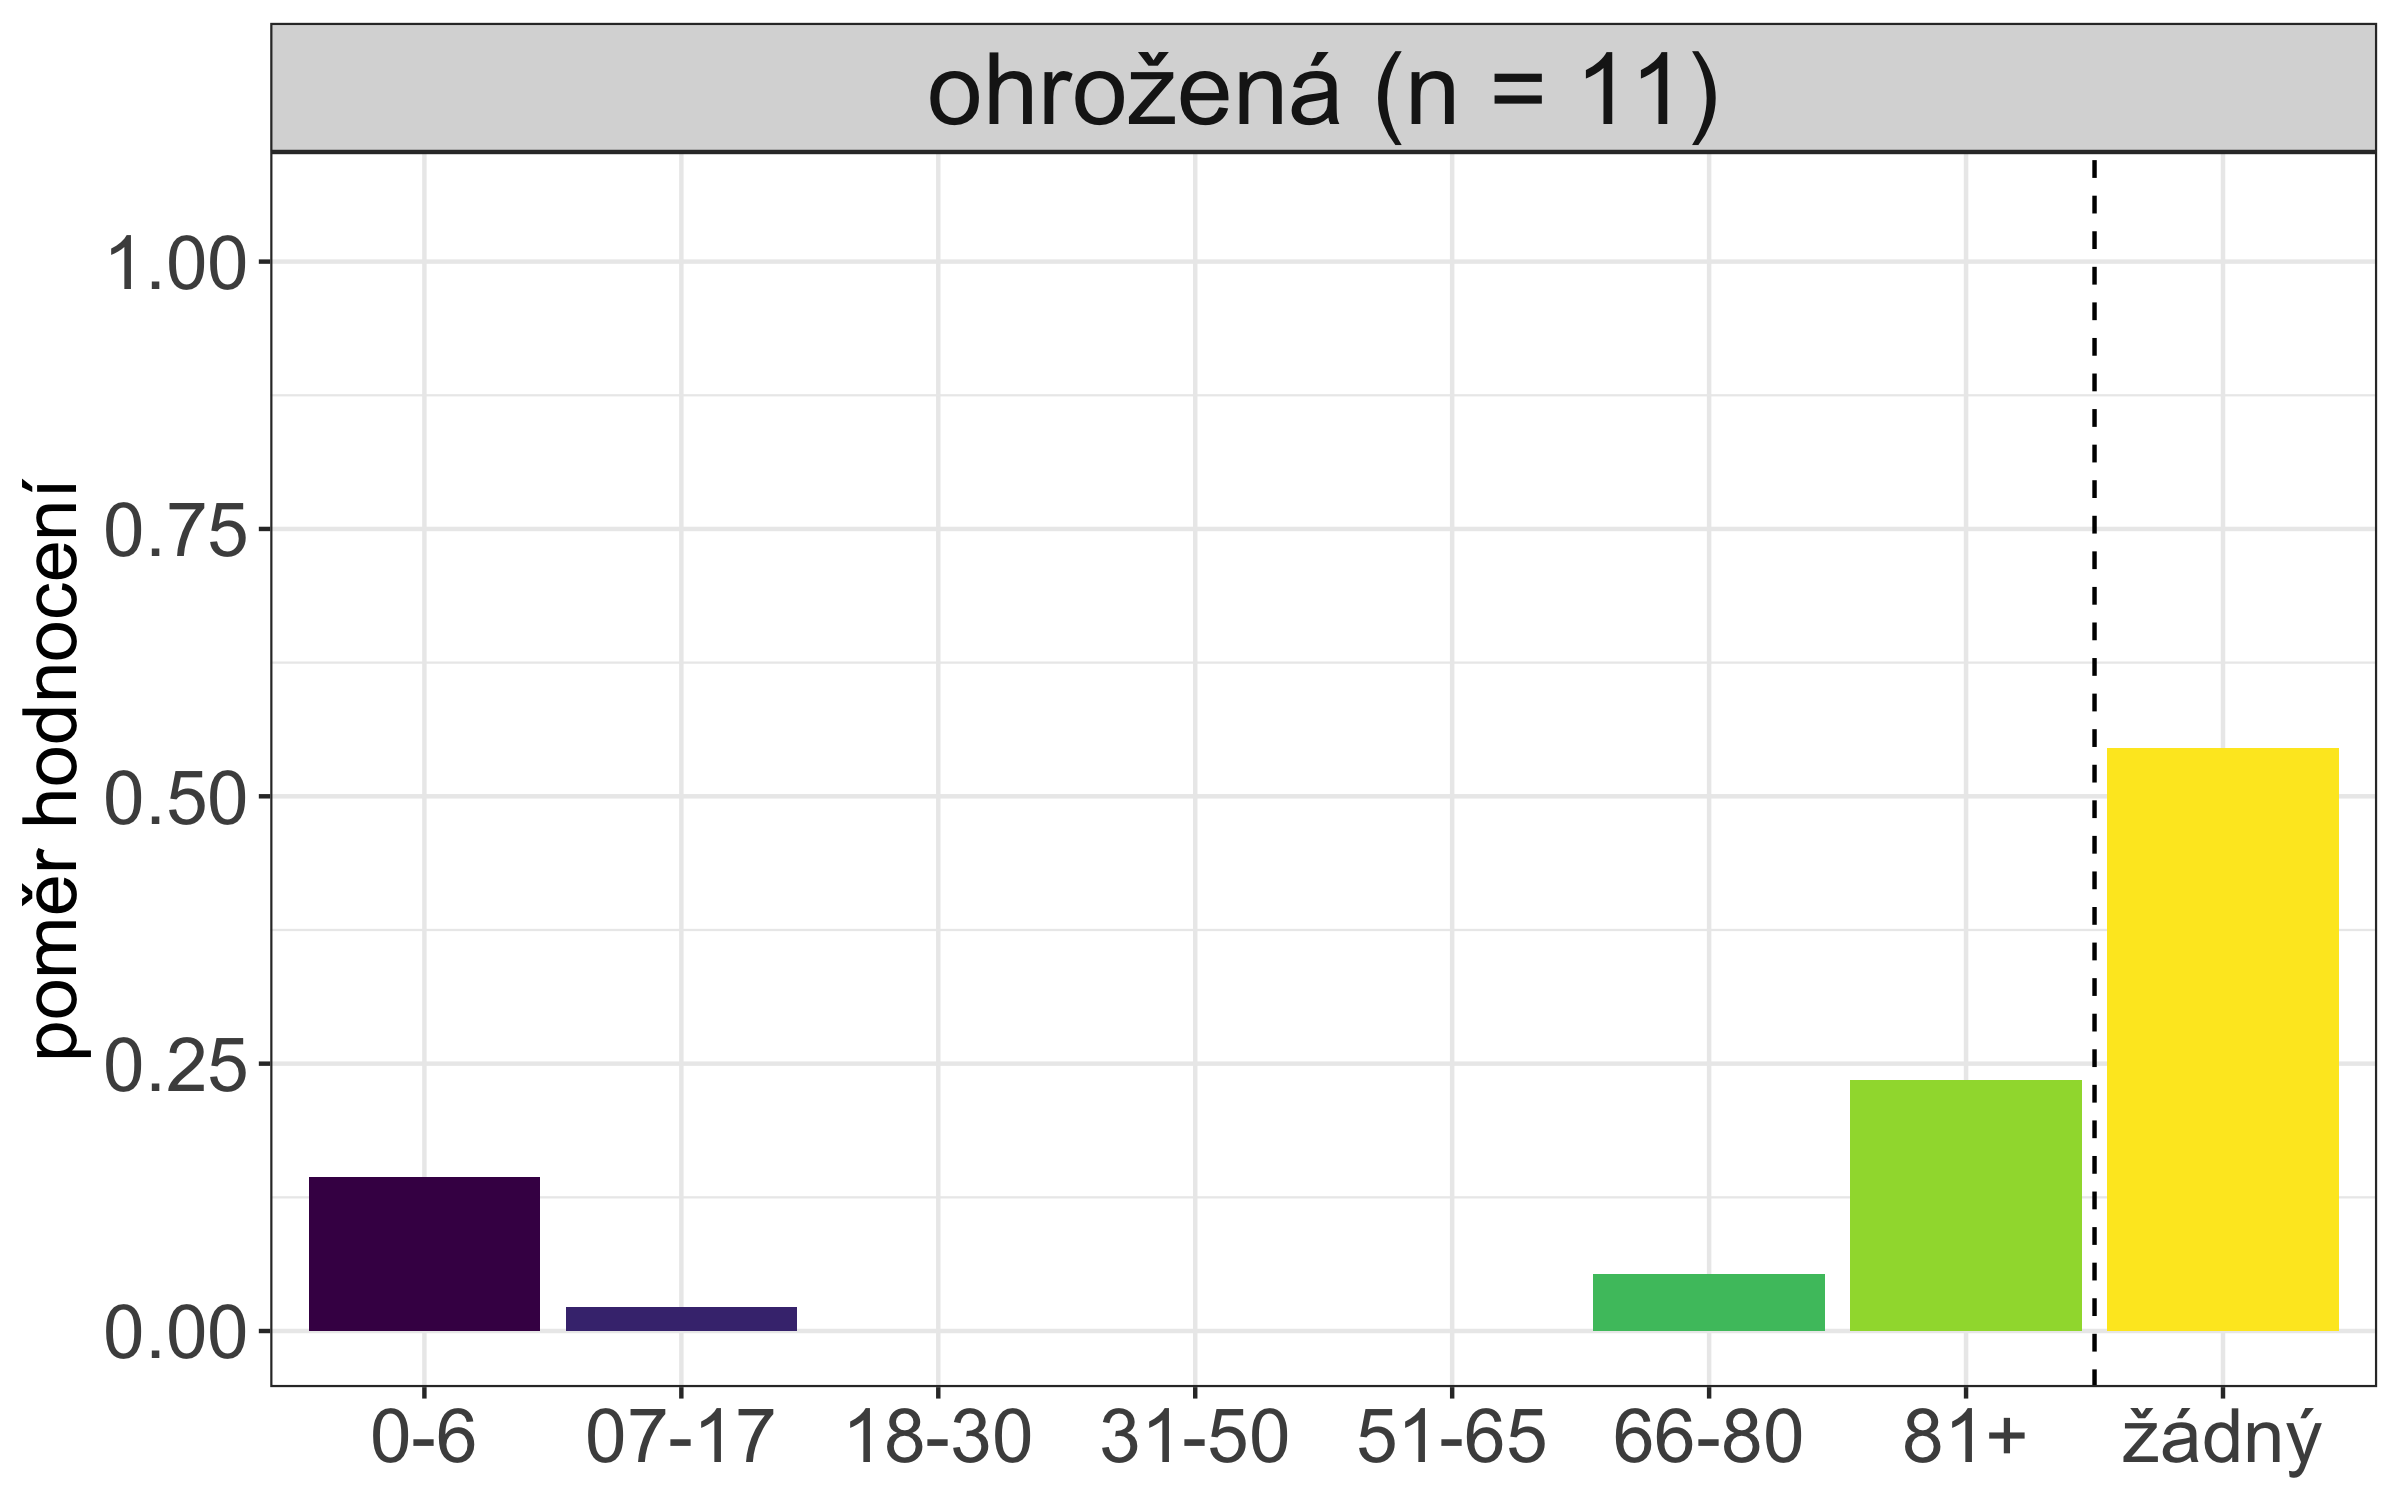 ohrožená (n = 11)
poměr hodnocení
1.00
0.75
0.50
0.25
0.00
0-6 07-17 18-30 31-50 51-65 66-80 81+ žádný